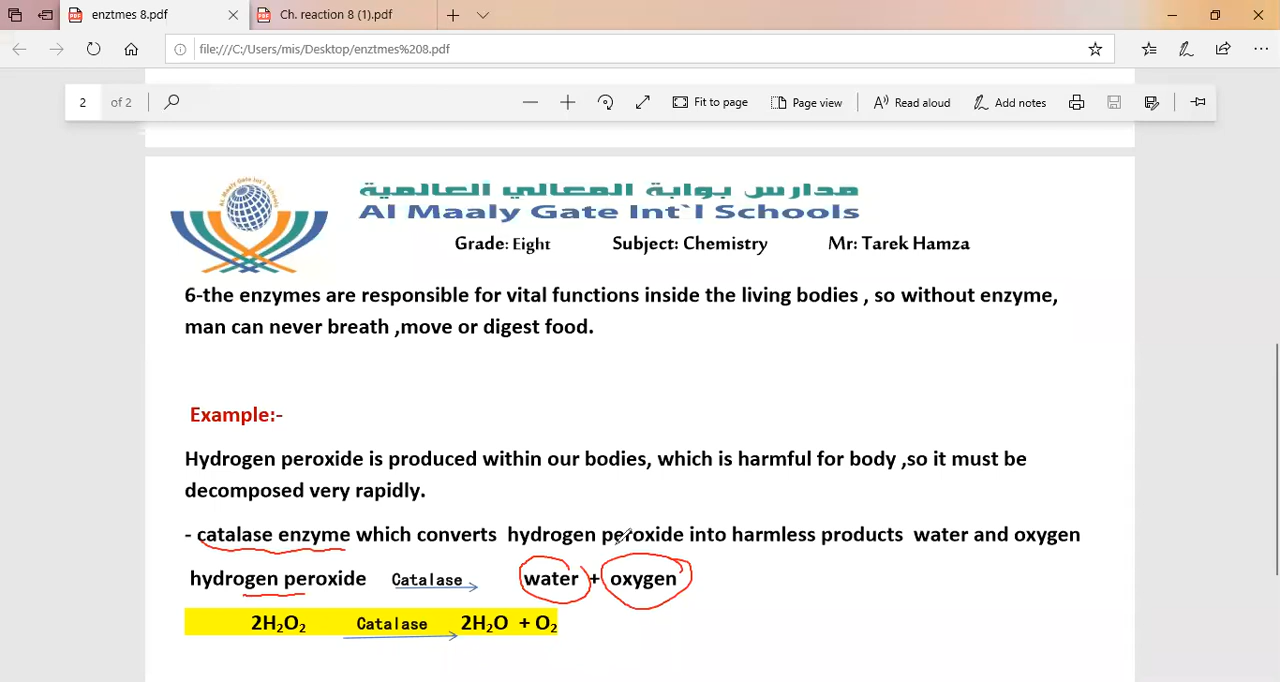 enztmes 8.pdf
Ch. reaction 8 (1).pdf
file:///C:/Users/mis/Desktop/enztmes%208.pdf
2 of 2
Fit to page
Page view
Read aloud
Add notes
Al Maaly Gate Int'l Schools
مدارس بوابة المعالي العالمية
Al Maaly Gate Int`l Schools
Grade: Eight Subject: Chemistry Mr: Tarek Hamza
6-the enzymes are responsible for vital functions inside the living bodies , so without enzyme,
man can never breath ,move or digest food.
Example:-
Hydrogen peroxide is produced within our bodies, which is harmful for body ,so it must be
decomposed very rapidly.
- catalase enzyme which converts hydrogen peroxide into harmless products water and oxygen
hydrogen peroxide Catalase water + oxygen
2H₂O₂ Catalase 2H₂O + O₂